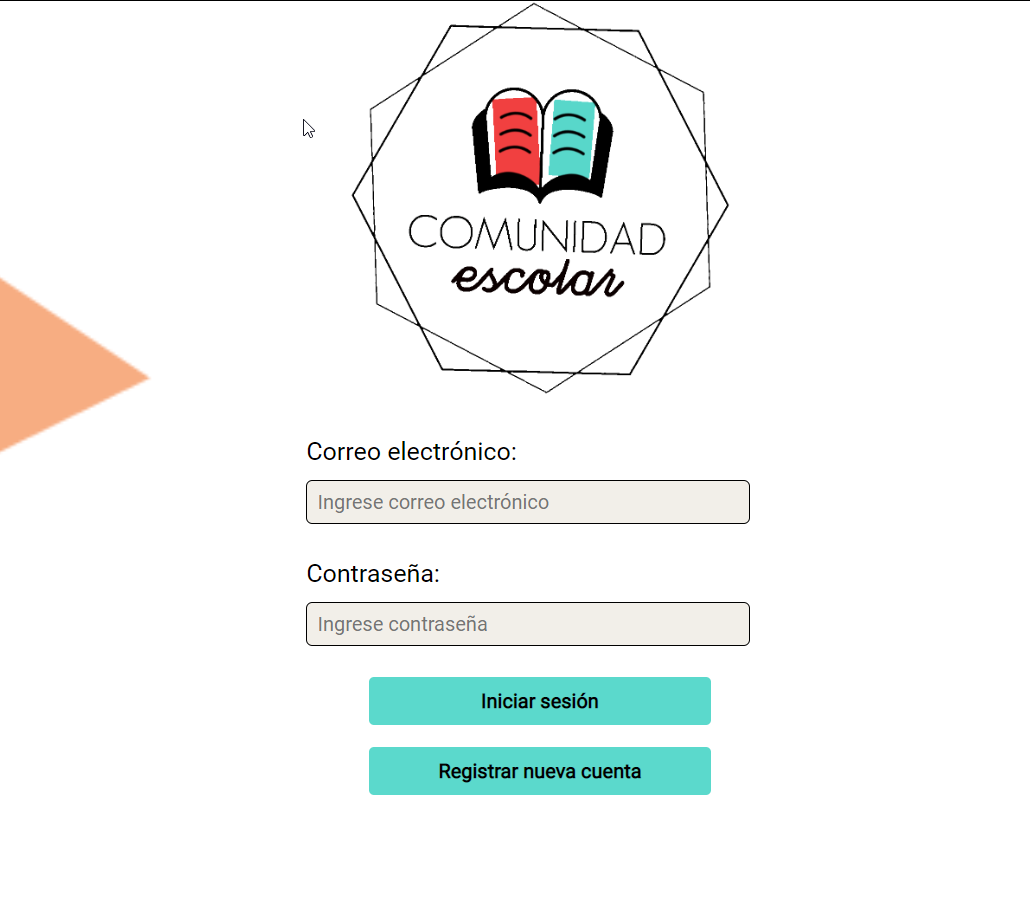 COMUNIDAD
escolar
Correo electrónico:
Ingrese correo electrónico
Contraseña:
Ingrese contraseña
Iniciar sesión
Registrar nueva cuenta